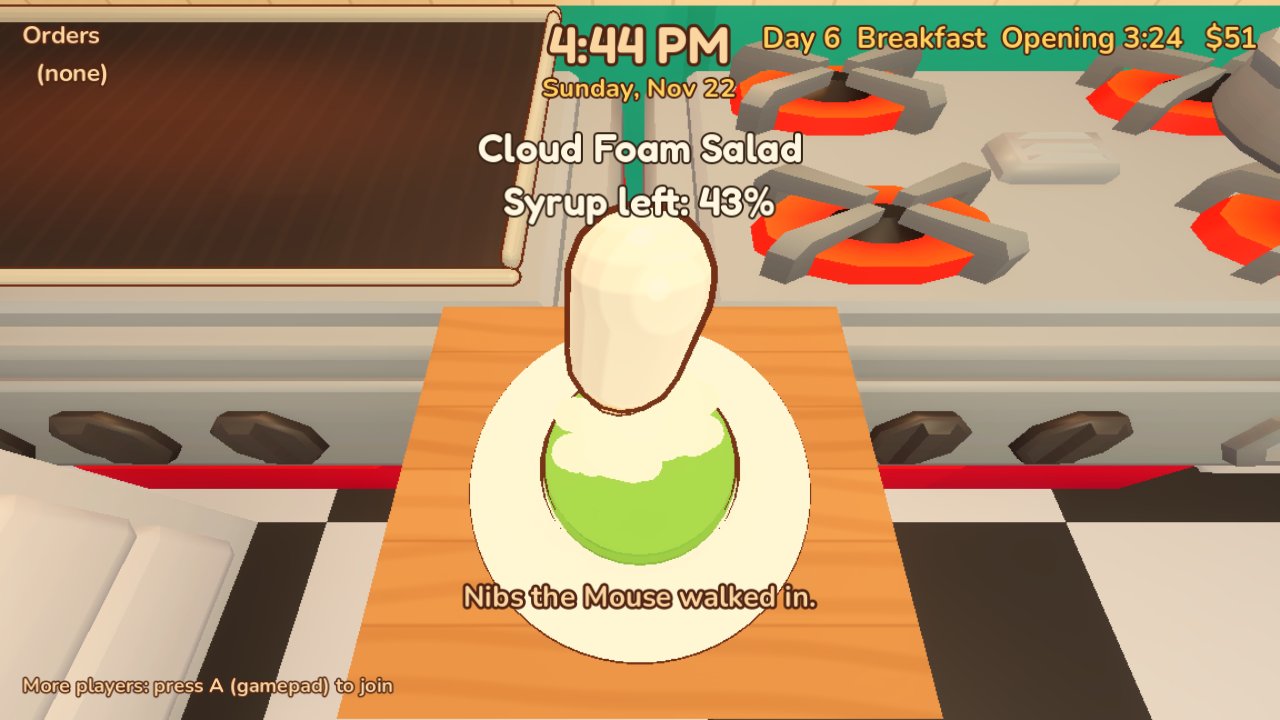 Orders
(none)
4:44 PM
Sunday, Nov 22
Day 6 Breakfast Opening 3:24 $51
Cloud Foam Salad
Syrup left: 43%
Nibs the Mouse walked in.
More players: press A (gamepad) to join